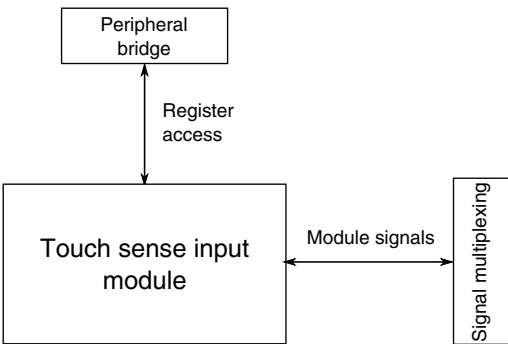 Peripheral
bridge
Register
access
Touch sense input
module
Module signals
Signal multiplexing